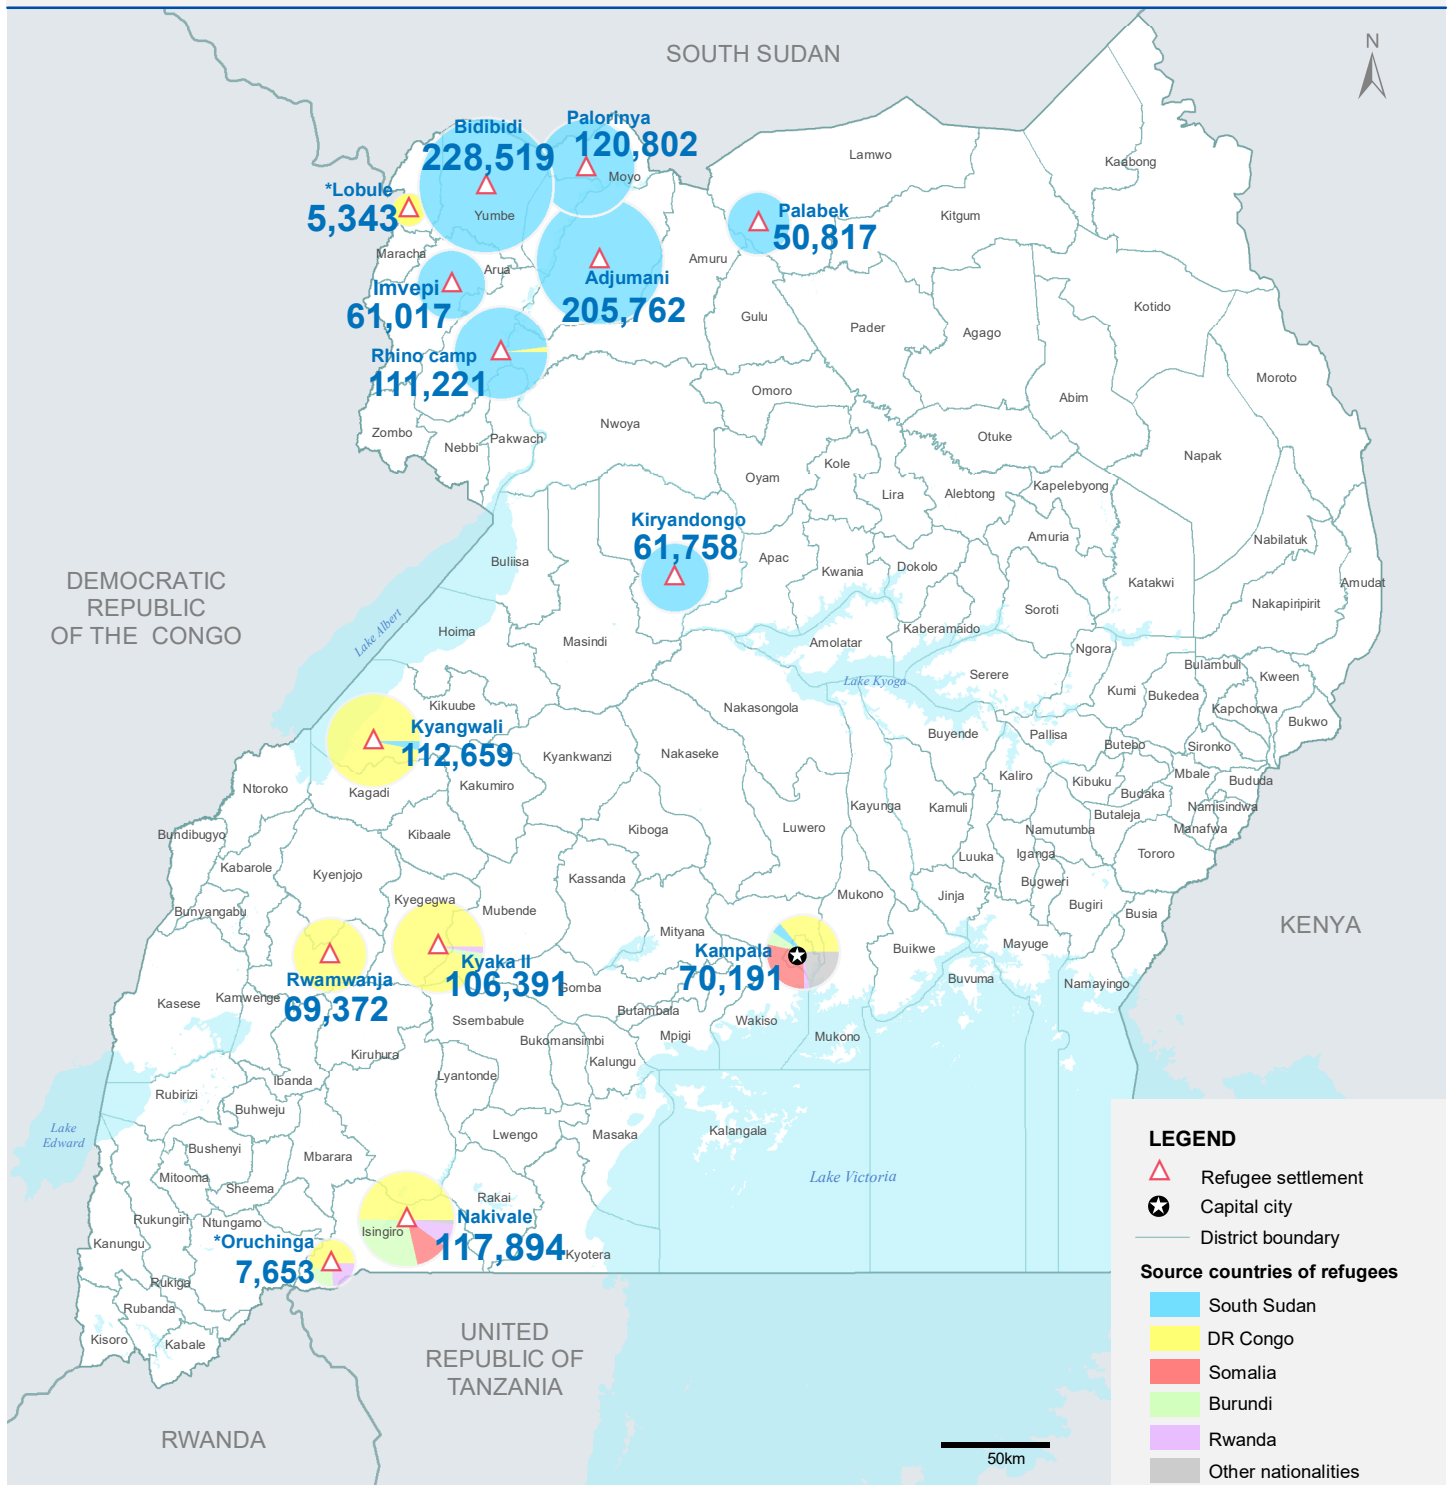 SOUTH SUDAN
N
Bidibidi
228,519
Palorinya
120,802
Moyo
Lamwo
Kaabong
*Lobule
5,343
Yumbe
Palabek
50,817
Kitgum
Maracha
Arua
Amuru
Imvepi
61,017
Adjumani
205,762
Gulu
Pader
Agago
Kotido
Rhino camp
111,221
Omoro
Abim
Moroto
Zombo
Nebbi
Pakwach
Nwoya
Otuke
Napak
Oyam
Kole
Lira
Alebtong
Kapelebyong
Kiryandongo
61,758
Amuria
Nabilatuk
Buliisa
Apac
Kwania
Dokolo
Katakwi
Amudat
Nakapiripirit
DEMOCRATIC
REPUBLIC
OF THE CONGO
Lake Albert
Hoima
Masindi
Soroti
Kaberamaido
Amolatar
Ngora
Lake Kyoga
Serere
Bulambuli
Kween
Kumi
Bukedea
Kapchorwa
Bukwo
Kikuube
Nakasongola
Kyangwali
112,659
Kyankwanzi
Nakaseke
Buyende
Pallisa
Butebo
Sironko
Kagadi
Kakumiro
Ntoroko
Kaliro
Kibuku
Mbale
Bududa
Budaka
Namisindwa
Kayunga
Kamuli
Butaleja
Manafwa
Bundibugyo
Kibaale
Kiboga
Luwero
Namutumba
Tororo
Kabarole
Kyenjojo
Kassanda
Luuka
Iganga
Bugweri
Kyegegwa
Mubende
Mukono
Jinja
Bugiri
Busia
Bunyangabu
Mityana
KENYA
Kampala
70,191
Buikwe
Mayuge
Rwamwanja
69,372
Kyaka II
106,391
Gomba
Buvuma
Namayingo
Kasese
Kamwenge
Butambala
Wakiso
Mukono
Ssembabule
Bukomansimbi
Mpigi
Kiruhura
Kalungu
Lyantonde
Ibanda
Rubirizi
Buhweju
Lake
Edward
Bushenyi
Mbarara
Lwengo
Masaka
Kalangala
Mitooma
Sheema
Lake Victoria
Rakai
Rukungiri
Ntungamo
Isingiro
Nakivale
117,894
Kanungu
*Oruchinga
7,653
Kyotera
Rukiga
Rubanda
Kisoro
Kabale
UNITED
REPUBLIC OF
TANZANIA
RWANDA
50km
LEGEND
Refugee settlement
Capital city
District boundary
Source countries of refugees
South Sudan
DR Congo
Somalia
Burundi
Rwanda
Other nationalities